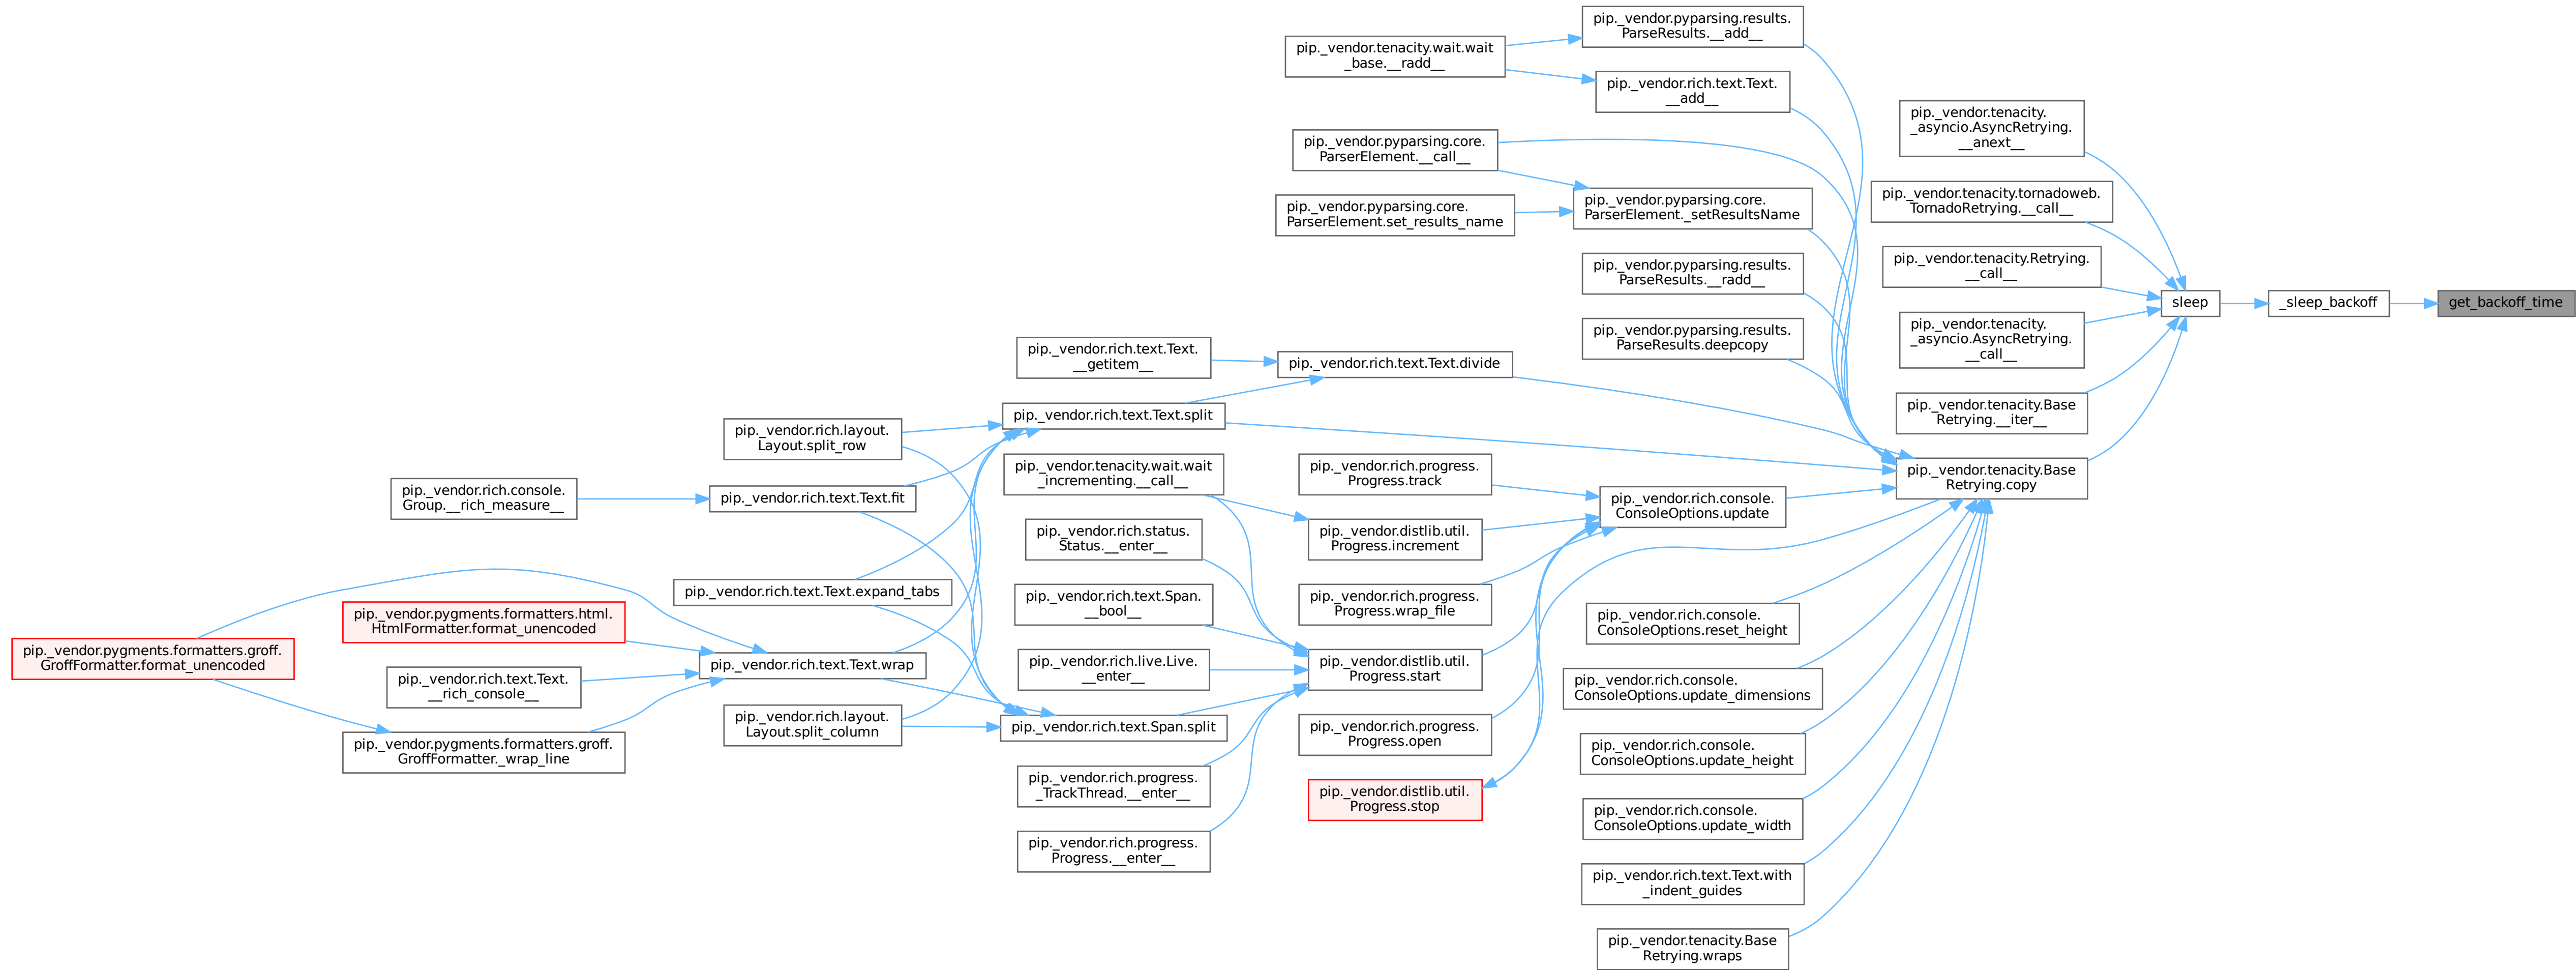 pip._vendor.pyparsing.results.
ParseResults.__add__
pip._vendor.tenacity.wait.wait
_base.__radd__
pip._vendor.rich.text.Text.
__add__
pip._vendor.tenacity.
_asyncio.AsyncRetrying.
__anext__
pip._vendor.pyparsing.core.
ParserElement.__call__
pip._vendor.tenacity.tornadoweb.
TornadoRetrying.__call__
pip._vendor.pyparsing.core.
ParserElement.set_results_name
pip._vendor.pyparsing.core.
ParserElement._setResultsName
pip._vendor.tenacity.Retrying.
__call__
pip._vendor.pyparsing.results.
ParseResults.__radd__
sleep
_sleep_backoff
get_backoff_time
pip._vendor.pyparsing.results.
ParseResults.deepcopy
pip._vendor.tenacity.
_asyncio.AsyncRetrying.
__call__
pip._vendor.rich.text.Text.
__getitem__
pip._vendor.rich.text.Text.divide
pip._vendor.tenacity.Base
Retrying.__iter__
pip._vendor.rich.text.Text.split
pip._vendor.rich.layout.
Layout.split_row
pip._vendor.tenacity.wait.wait
_incrementing.__call__
pip._vendor.rich.progress.
Progress.track
pip._vendor.tenacity.Base
Retrying.copy
pip._vendor.rich.console.
Group.__rich_measure__
pip._vendor.rich.text.Text.fit
pip._vendor.rich.console.
ConsoleOptions.update
pip._vendor.rich.status.
Status.__enter__
pip._vendor.distlib.util.
Progress.increment
pip._vendor.rich.text.Text.expand_tabs
pip._vendor.rich.text.Span.
__bool__
pip._vendor.rich.progress.
Progress.wrap_file
pip._vendor.rich.console.
ConsoleOptions.reset_height
pip._vendor.pygments.formatters.html.
HtmlFormatter.format_unencoded
pip._vendor.pygments.formatters.groff.
GroffFormatter.format_unencoded
pip._vendor.rich.text.Text.wrap
pip._vendor.rich.live.Live.
__enter__
pip._vendor.distlib.util.
Progress.start
pip._vendor.rich.text.Text.
__rich_console__
pip._vendor.rich.console.
ConsoleOptions.update_dimensions
pip._vendor.rich.layout.
Layout.split_column
pip._vendor.rich.text.Span.split
pip._vendor.rich.progress.
Progress.open
pip._vendor.pygments.formatters.groff.
GroffFormatter._wrap_line
pip._vendor.rich.console.
ConsoleOptions.update_height
pip._vendor.rich.progress.
_TrackThread.__enter__
pip._vendor.distlib.util.
Progress.stop
pip._vendor.rich.console.
ConsoleOptions.update_width
pip._vendor.rich.progress.
Progress.__enter__
pip._vendor.rich.text.Text.with
_indent_guides
pip._vendor.tenacity.Base
Retrying.wraps